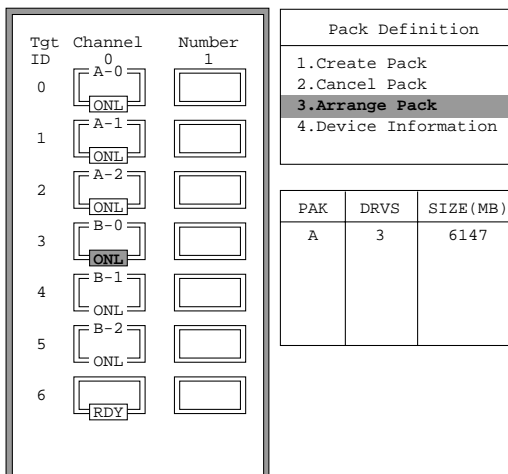 Tgt Channel Number
ID 0 1
A-0
0
ONL
A-1
1
ONL
A-2
2
ONL
B-0
3
ONL
B-1
4
ONL
B-2
5
ONL
6
RDY
Pack Definition
1.Create Pack
2.Cancel Pack
3.Arrange Pack
4.Device Information
PAK DRVS SIZE(MB)
A 3 6147